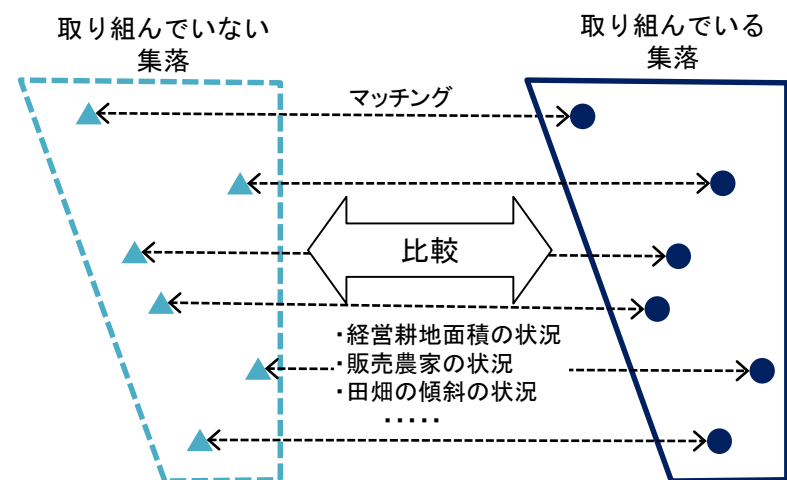 取り組んでいない
集落
取り組んでいる
集落
マッチング
比較
・経営耕地面積の状況
・販売農家の状況
・田畑の傾斜の状況
・・・・・